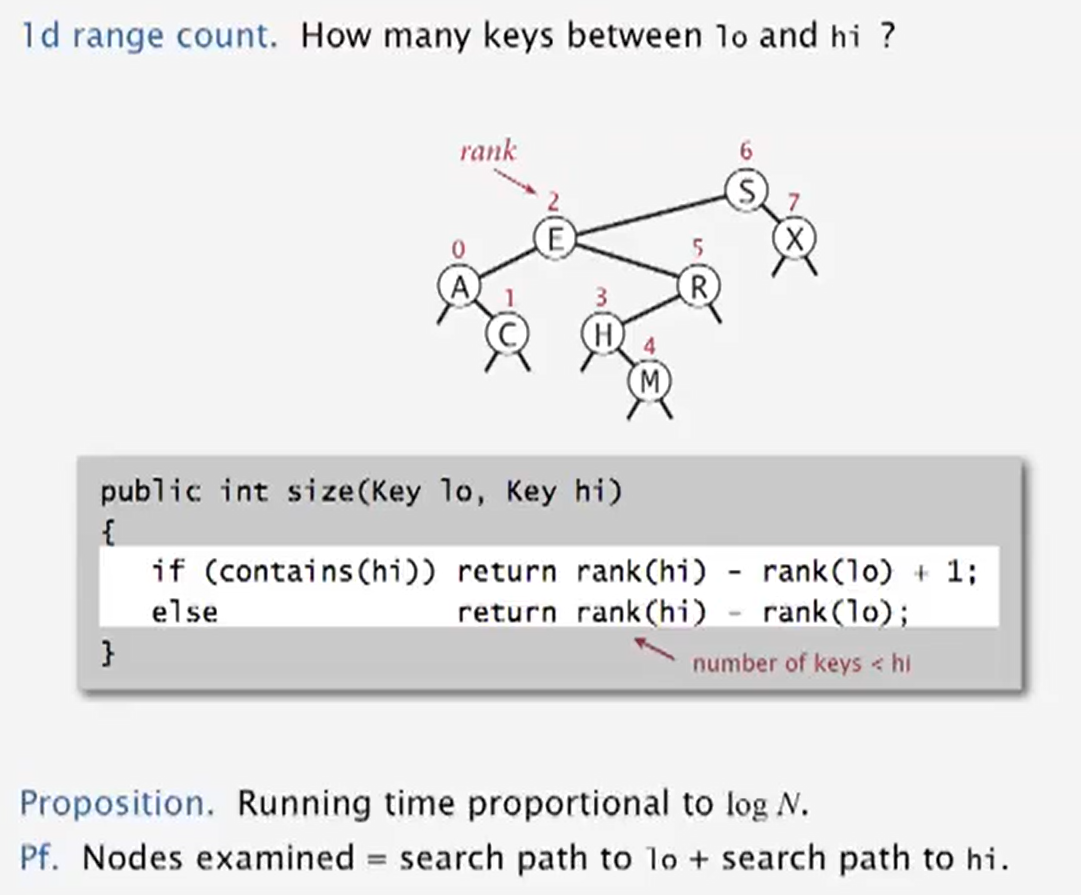 1d range count. How many keys between lo and hi ?
rank
6
S
2
7
E
X
0
5
A
R
1
3
C
H
4
M
public int size(Key lo, Key hi)
{
if (contains(hi)) return rank(hi) - rank(lo) + 1;
else return rank(hi) - rank(lo);
}
number of keys < hi
Proposition. Running time proportional to log N.
Pf. Nodes examined = search path to lo + search path to hi.